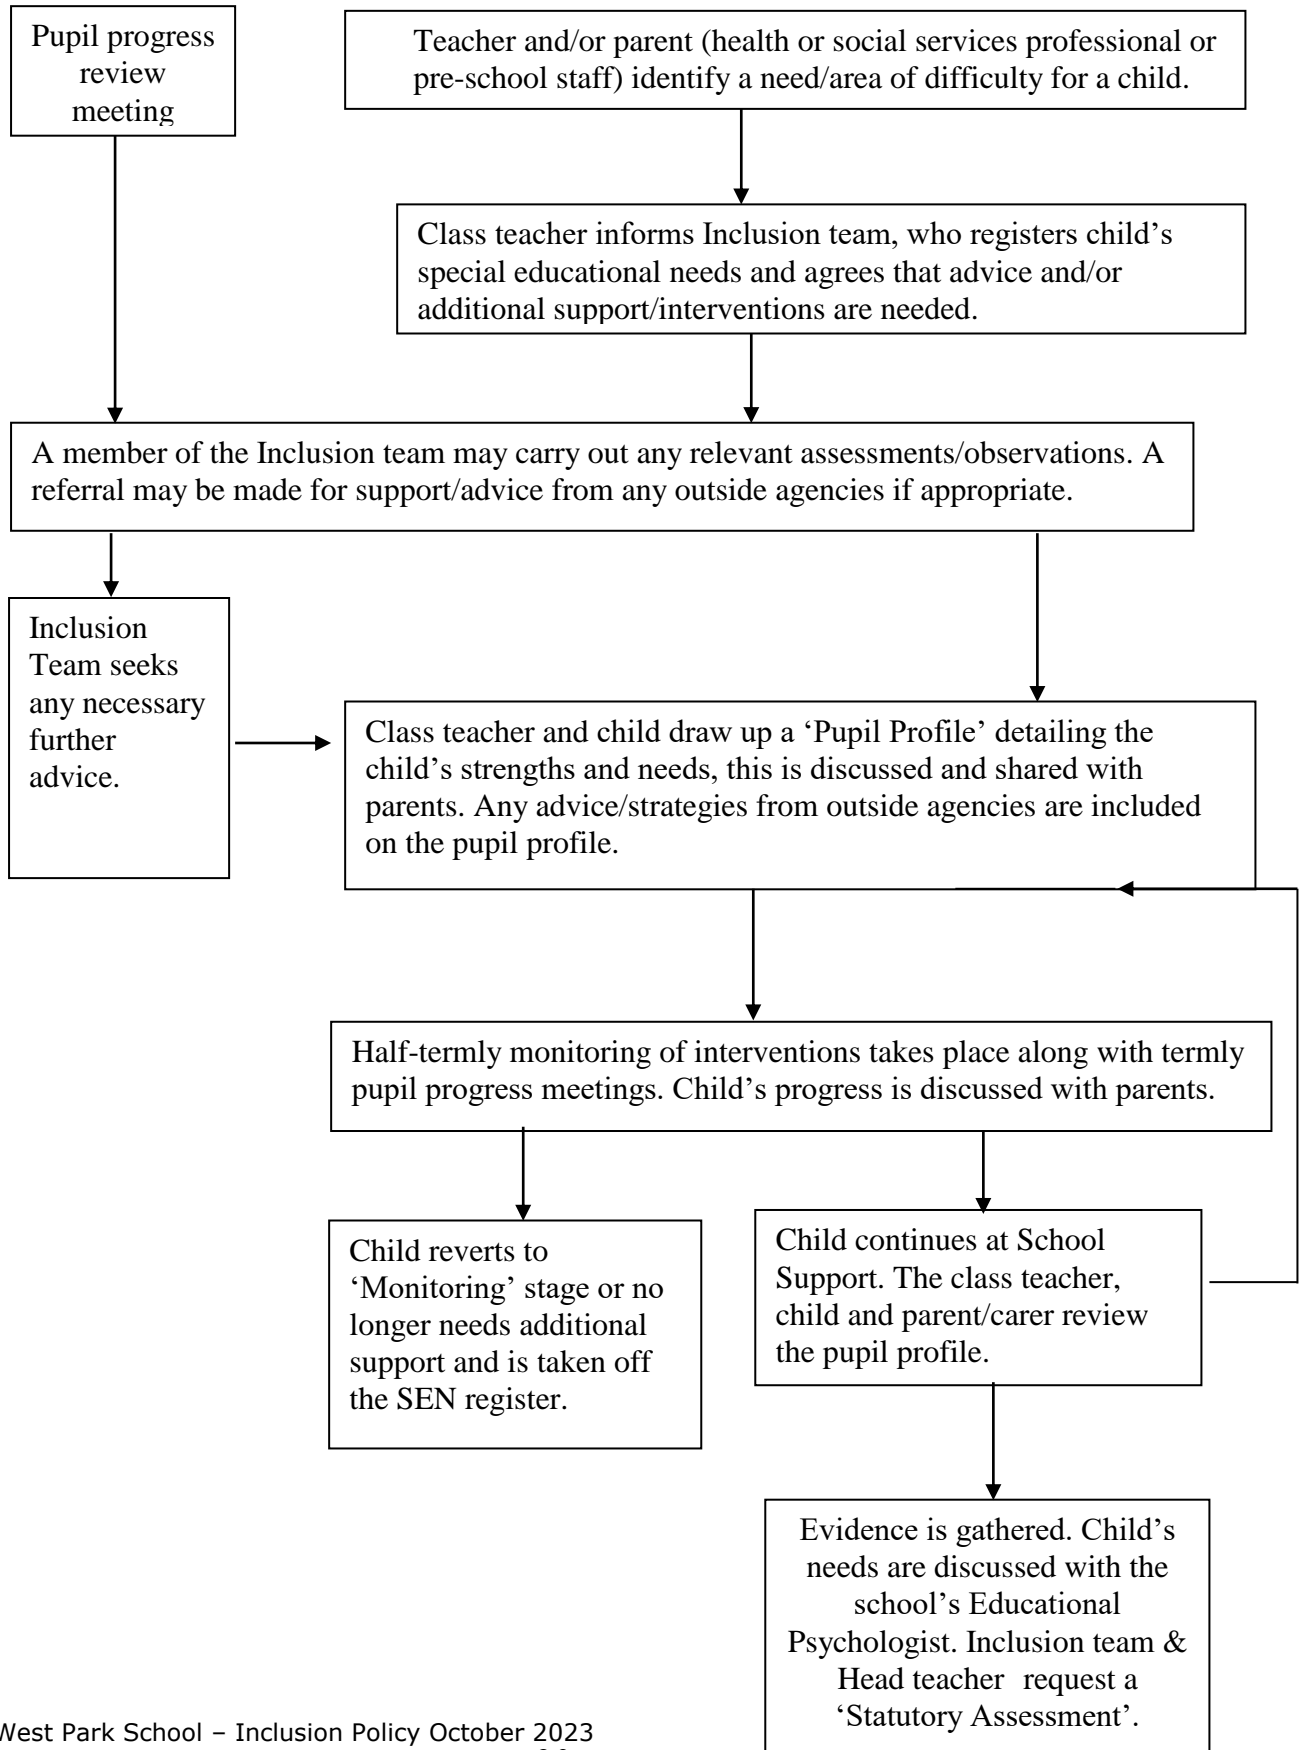 Pupil progress
review
meeting
Teacher and/or parent (health or social services professional or
pre-school staff) identify a need/area of difficulty for a child.
Class teacher informs Inclusion team, who registers child’s
special educational needs and agrees that advice and/or
additional support/interventions are needed.
A member of the Inclusion team may carry out any relevant assessments/observations. A
referral may be made for support/advice from any outside agencies if appropriate.
Inclusion
Team seeks
any necessary
further
advice.
Class teacher and child draw up a ‘Pupil Profile’ detailing the
child’s strengths and needs, this is discussed and shared with
parents. Any advice/strategies from outside agencies are included
on the pupil profile.
Half-termly monitoring of interventions takes place along with termly
pupil progress meetings. Child’s progress is discussed with parents.
Child reverts to
‘Monitoring’ stage or no
longer needs additional
support and is taken off
the SEN register.
Child continues at School
Support. The class teacher,
child and parent/carer review
the pupil profile.
Evidence is gathered. Child’s
needs are discussed with the
school’s Educational
Psychologist. Inclusion team &
Head teacher request a
‘Statutory Assessment’.
West Park School – Inclusion Policy October 2023